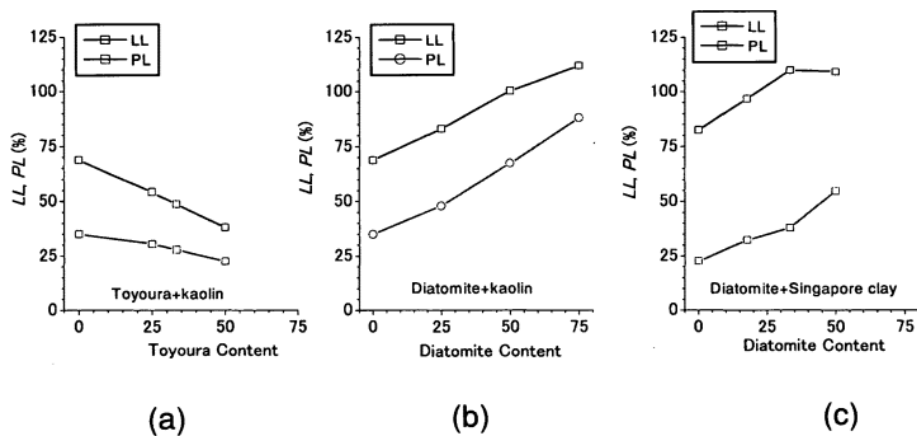 LL
PL
LL, PL (%)
125
100
75
50
25
0
Toyoura+kaolin
0 25 50 75
Toyoura Content
(a)
LL
PL
LL, PL (%)
125
100
75
50
25
0
Diatomite+kaolin
0 25 50 75
Diatomite Content
(b)
LL
PL
LL, PL (%)
125
100
75
50
25
0
Diatomite+Singapore clay
0 25 50 75
Diatomite Content
(c)